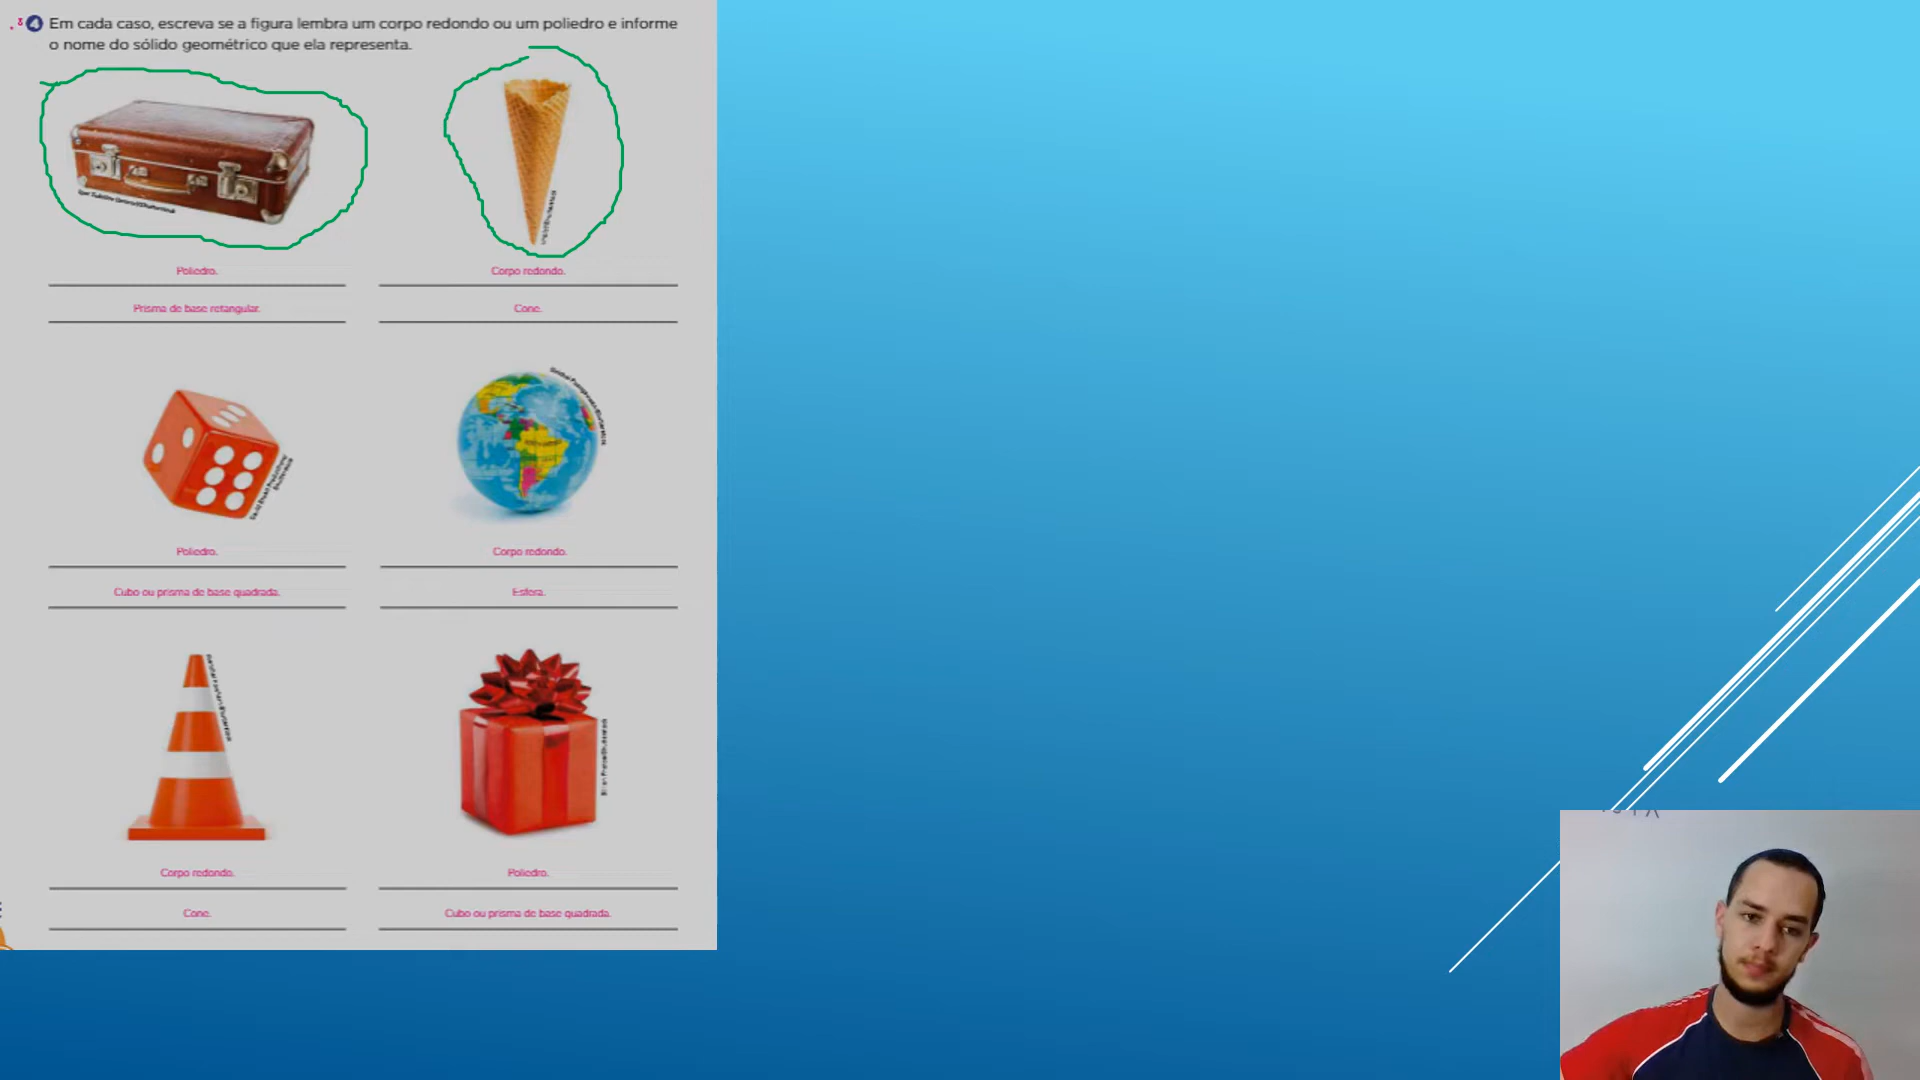 4 Em cada caso, escreva se a figura lembra um corpo redondo ou um poliedro e informe
o nome do sólido geométrico que ela representa.
Poliedro.
Corpo redondo.
Prisma de base retangular.
Cone.
Poliedro.
Corpo redondo.
Cubo ou prisma de base quadrada.
Esfera.
Corpo redondo.
Poliedro.
Cone.
Cubo ou prisma de base quadrada.